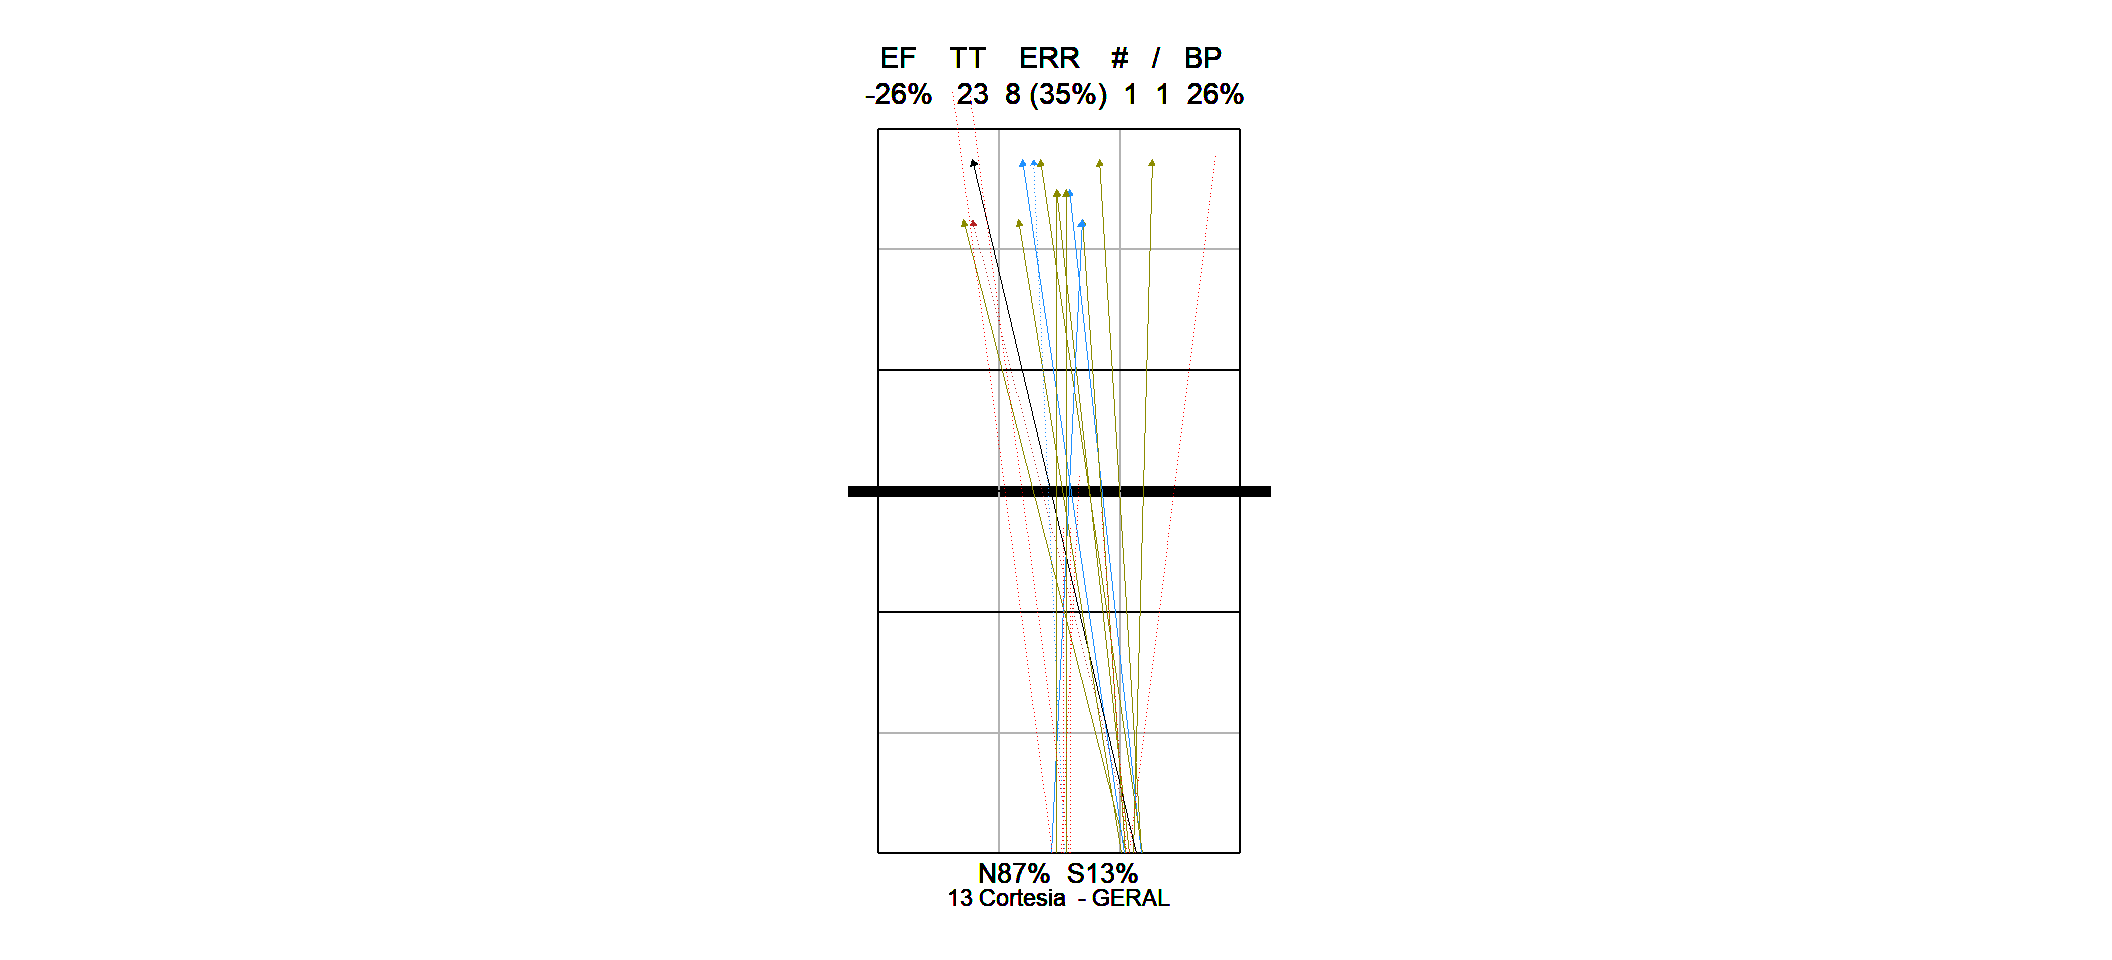 EF TT ERR # / BP
-26% 23 8 (35%) 1 1 26%
N87% S13%
13 Cortesia - GERAL